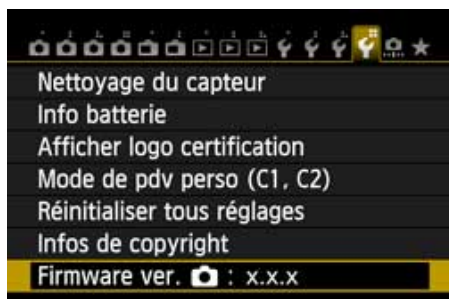 Nettoyage du capteur
Info batterie
Afficher logo certification
Mode de pdv perso (C1, C2)
Réinitialiser tous réglages
Infos de copyright
Firmware ver. : x.x.x